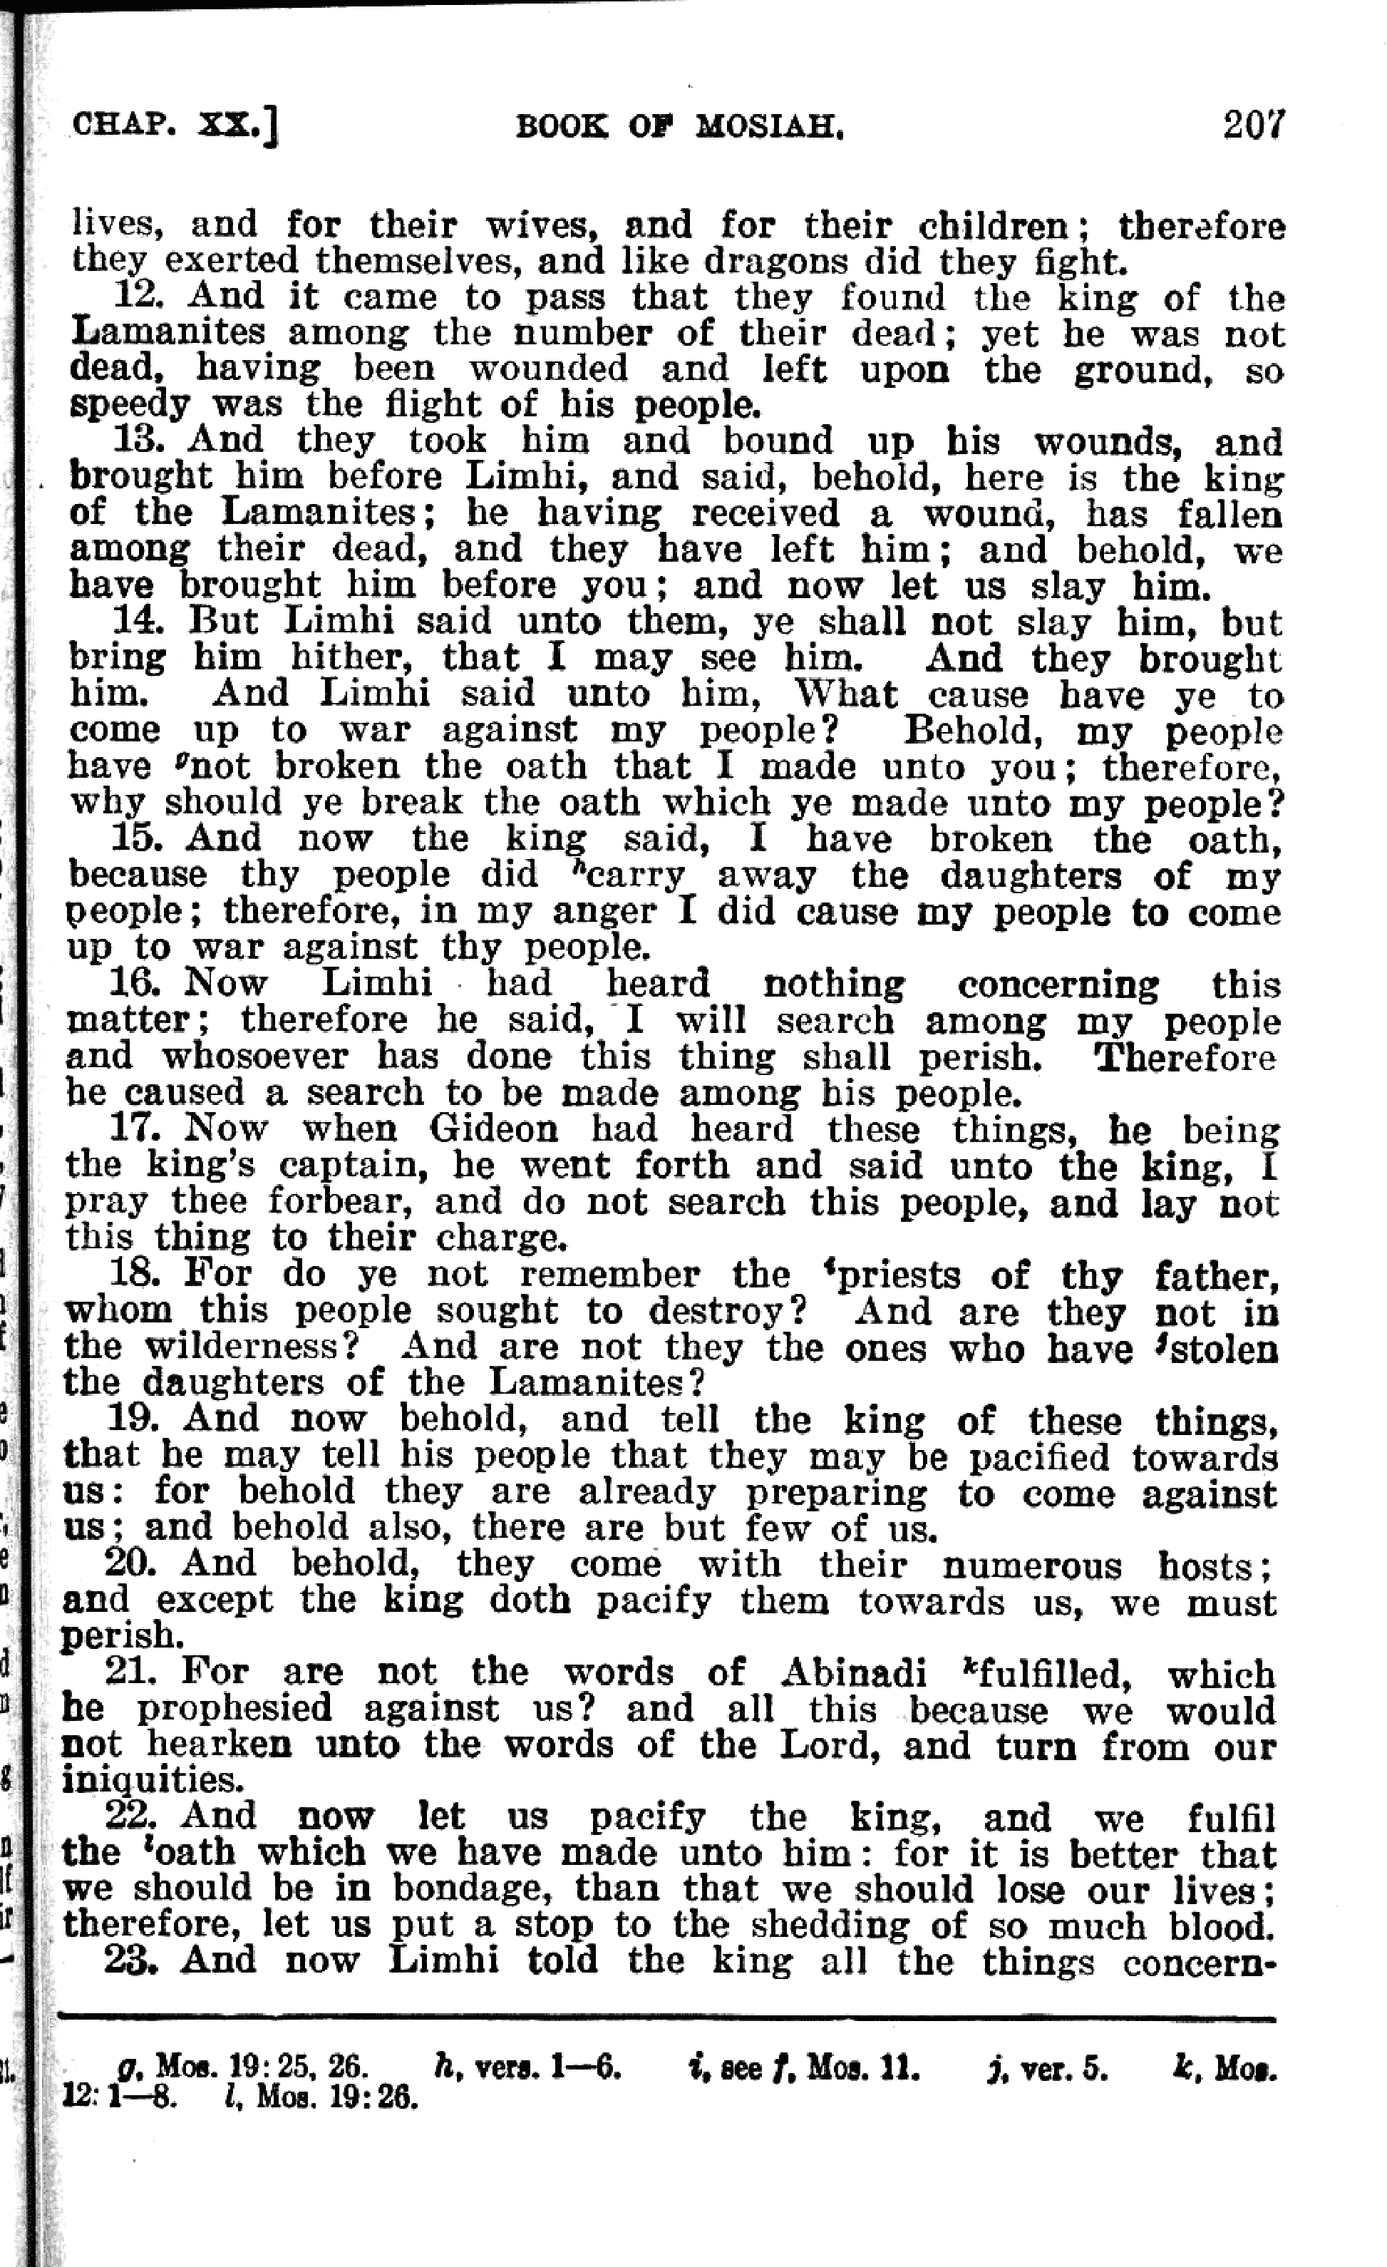 CHAP. XX.] BOOK OF MOSIAH. 207
lives, and for their wives, and for their children; therefore
they exerted themselves, and like dragons did they fight.
12. And it came to pass that they found the king of the
Lamanites among the number of their dead; yet he was not
dead, having been wounded and left upon the ground, so
speedy was the flight of his people.
13. And they took him and bound up his wounds, and
brought him before Limhi, and said, behold, here is the king
of the Lamanites; he having received a wound, has fallen
among their dead, and they have left him; and behold, we
have brought him before you; and now let us slay him.
14. But Limhi said unto them, ye shall not slay him, but
bring him hither, that I may see him. And they brought
him. And Limhi said unto him, What cause have ye to
come up to war against my people? Behold, my people
have gnot broken the oath that I made unto you; therefore,
why should ye break the oath which ye made unto my people?
15. And now the king said, I have broken the oath,
because thy people did hcarry away the daughters of my
people; therefore, in my anger I did cause my people to come
up to war against thy people.
16. Now Limhi had heard nothing concerning this
matter; therefore he said, I will search among my people
and whosoever has done this thing shall perish. Therefore
he caused a search to be made among his people.
17. Now when Gideon had heard these things, he being
the king's captain, he went forth and said unto the king, I
pray thee forbear, and do not search this people, and lay not
this thing to their charge.
18. For do ye not remember the ipriests of thy father,
whom this people sought to destroy? And are they not in
the wilderness? And are not they the ones who have jstolen
the daughters of the Lamanites?
19. And now behold, and tell the king of these things,
that he may tell his people that they may be pacified towards
us: for behold they are already preparing to come against
us; and behold also, there are but few of us.
20. And behold, they come with their numerous hosts;
and except the king doth pacify them towards us, we must
perish.
21. For are not the words of Abinadi kfulfilled, which
he prophesied against us? and all this because we would
not hearken unto the words of the Lord, and turn from our
iniquities.
22. And now let us pacify the king, and we fulfil
the loath which we have made unto him: for it is better that
we should be in bondage, than that we should lose our lives;
therefore, let us put a stop to the shedding of so much blood.
23. And now Limhi told the king all the things concern-
g, Mos. 19: 25, 26. h, vers. 1—6. i, see f, Mos. 11. j, ver. 5. k, Mos.
12: 1—8. l, Mos. 19: 26.